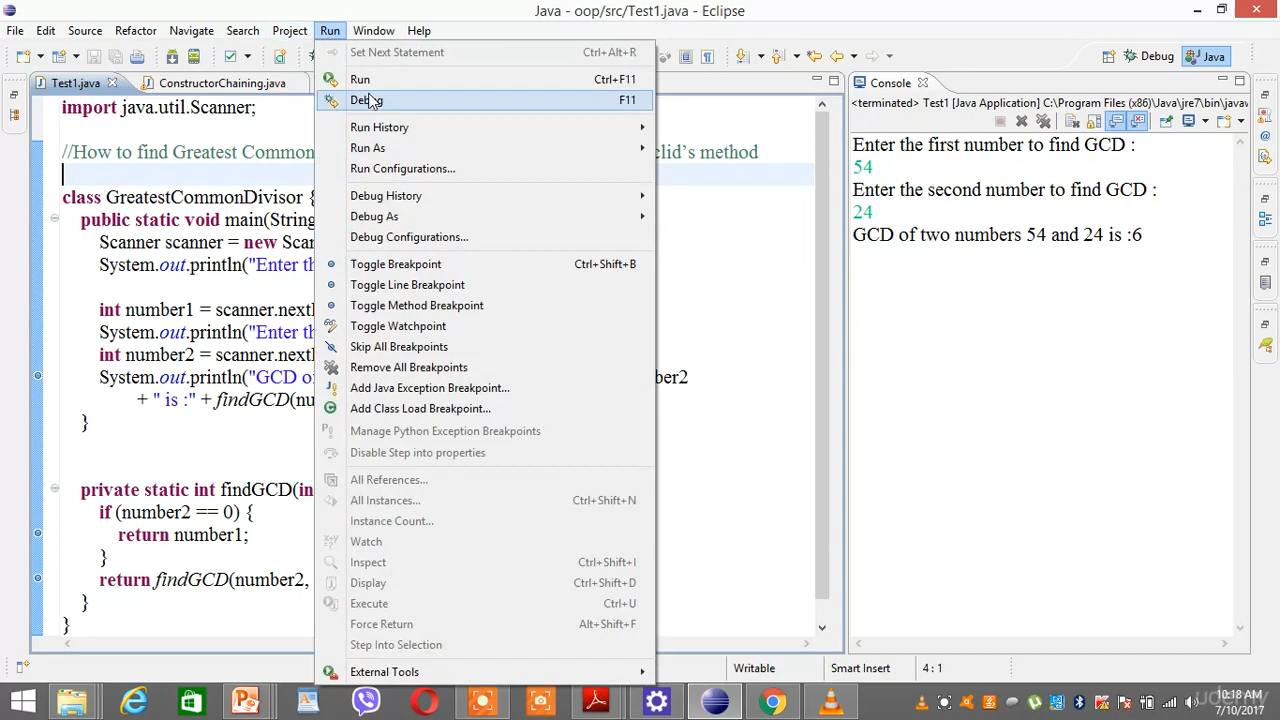 Java - oop/src/Test1.java - Eclipse
File Edit Source Refactor Navigate Search Project Run Window Help
Debug Java
Test1.java ConstructorChaining.java
import java.util.Scanner;
//How to find Greatest Common
clid's method
class GreatestCommonDivisor {
public static void main(String
Scanner scanner = new Scan
System.out.println("Enter th
int number1 = scanner.nextI
System.out.println("Enter th
int number2 = scanner.nextI
System.out.println("GCD o
ber2
+ " is :" + findGCD(nu
}
private static int findGCD(in
if (number2 == 0) {
return number1;
}
return findGCD(number2,
}
}
Set Next Statement Ctrl+Alt+R
Run Ctrl+F11
Debug F11
Run History
Run As
Run Configurations...
Debug History
Debug As
Debug Configurations...
Toggle Breakpoint Ctrl+Shift+B
Toggle Line Breakpoint
Toggle Method Breakpoint
Toggle Watchpoint
Skip All Breakpoints
Remove All Breakpoints
Add Java Exception Breakpoint...
Add Class Load Breakpoint...
Manage Python Exception Breakpoints
Disable Step into properties
All References...
All Instances... Ctrl+Shift+N
Instance Count...
Watch
Inspect Ctrl+Shift+I
Display Ctrl+Shift+D
Execute Ctrl+U
Force Return Alt+Shift+F
Step Into Selection
External Tools
Console
<terminated> Test1 [Java Application] C:\Program Files (x86)\Java\jre7\bin\javaw
Enter the first number to find GCD :
54
Enter the second number to find GCD :
24
GCD of two numbers 54 and 24 is :6
Writable Smart Insert 4 : 1
10:18 AM
7/10/2017
udemy